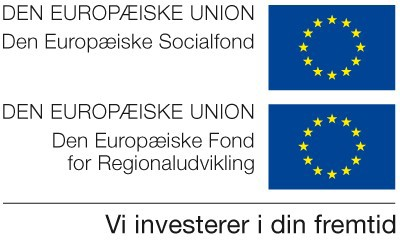 DEN EUROPÆISKE UNION
Den Europæiske Socialfond
DEN EUROPÆISKE UNION
Den Europæiske Fond
for Regionaludvikling
Vi investerer i din fremtid